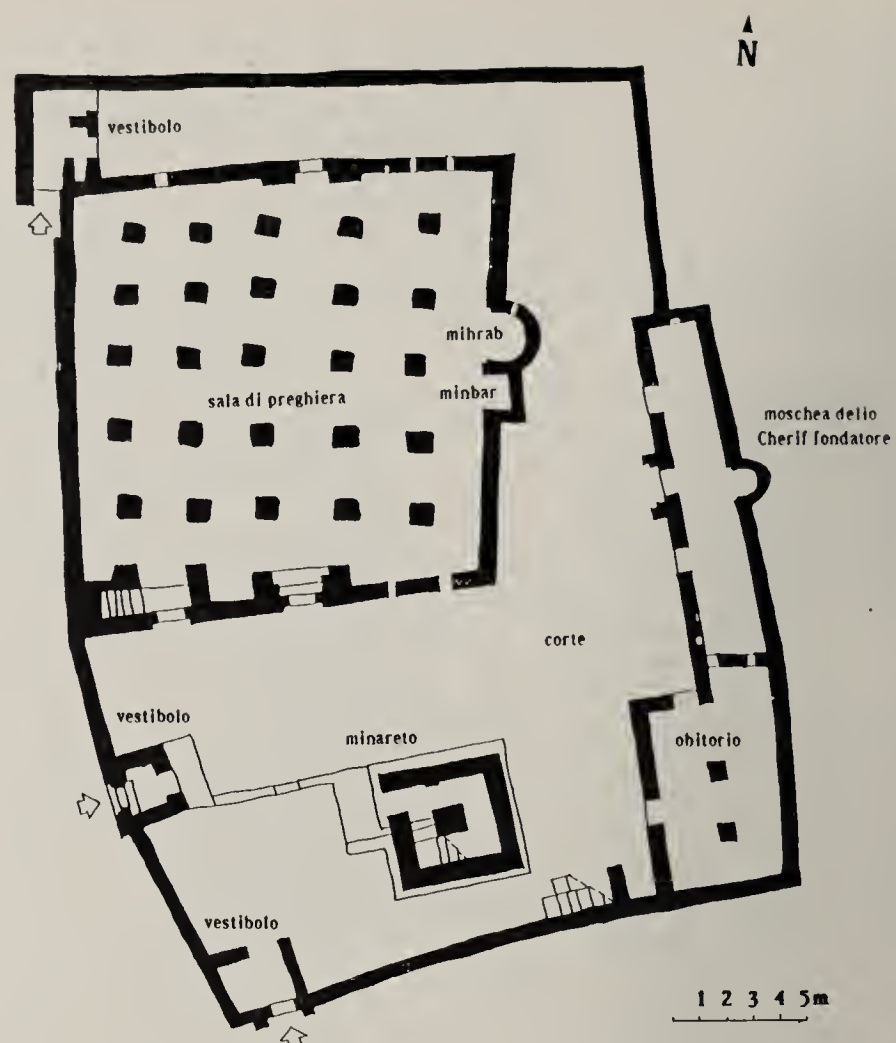 N
vestibolo
mihrab
minbar
sala di preghiera
moschea dello
Cherif fondatore
corte
vestibolo
minareto
obitorio
vestibolo
1 2 3 4 5m